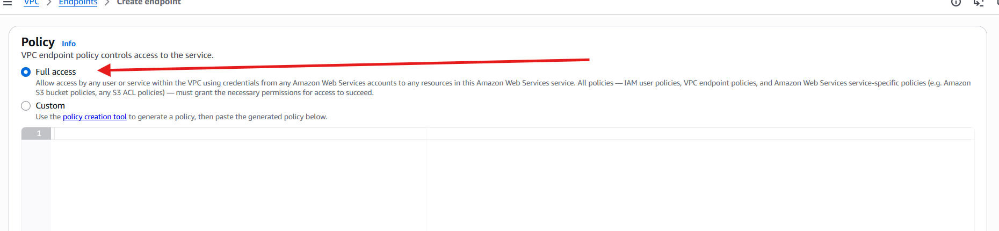 VPC > Endpoints > Create endpoint
Policy Info
VPC endpoint policy controls access to the service.
Full access
Allow access by any user or service within the VPC using credentials from any Amazon Web Services accounts to any resources in this Amazon Web Services service. All policies — IAM user policies, VPC endpoint policies, and Amazon Web Services service-specific policies (e.g. Amazon
S3 bucket policies, any S3 ACL policies) — must grant the necessary permissions for access to succeed.
Custom
Use the policy creation tool to generate a policy, then paste the generated policy below.
1